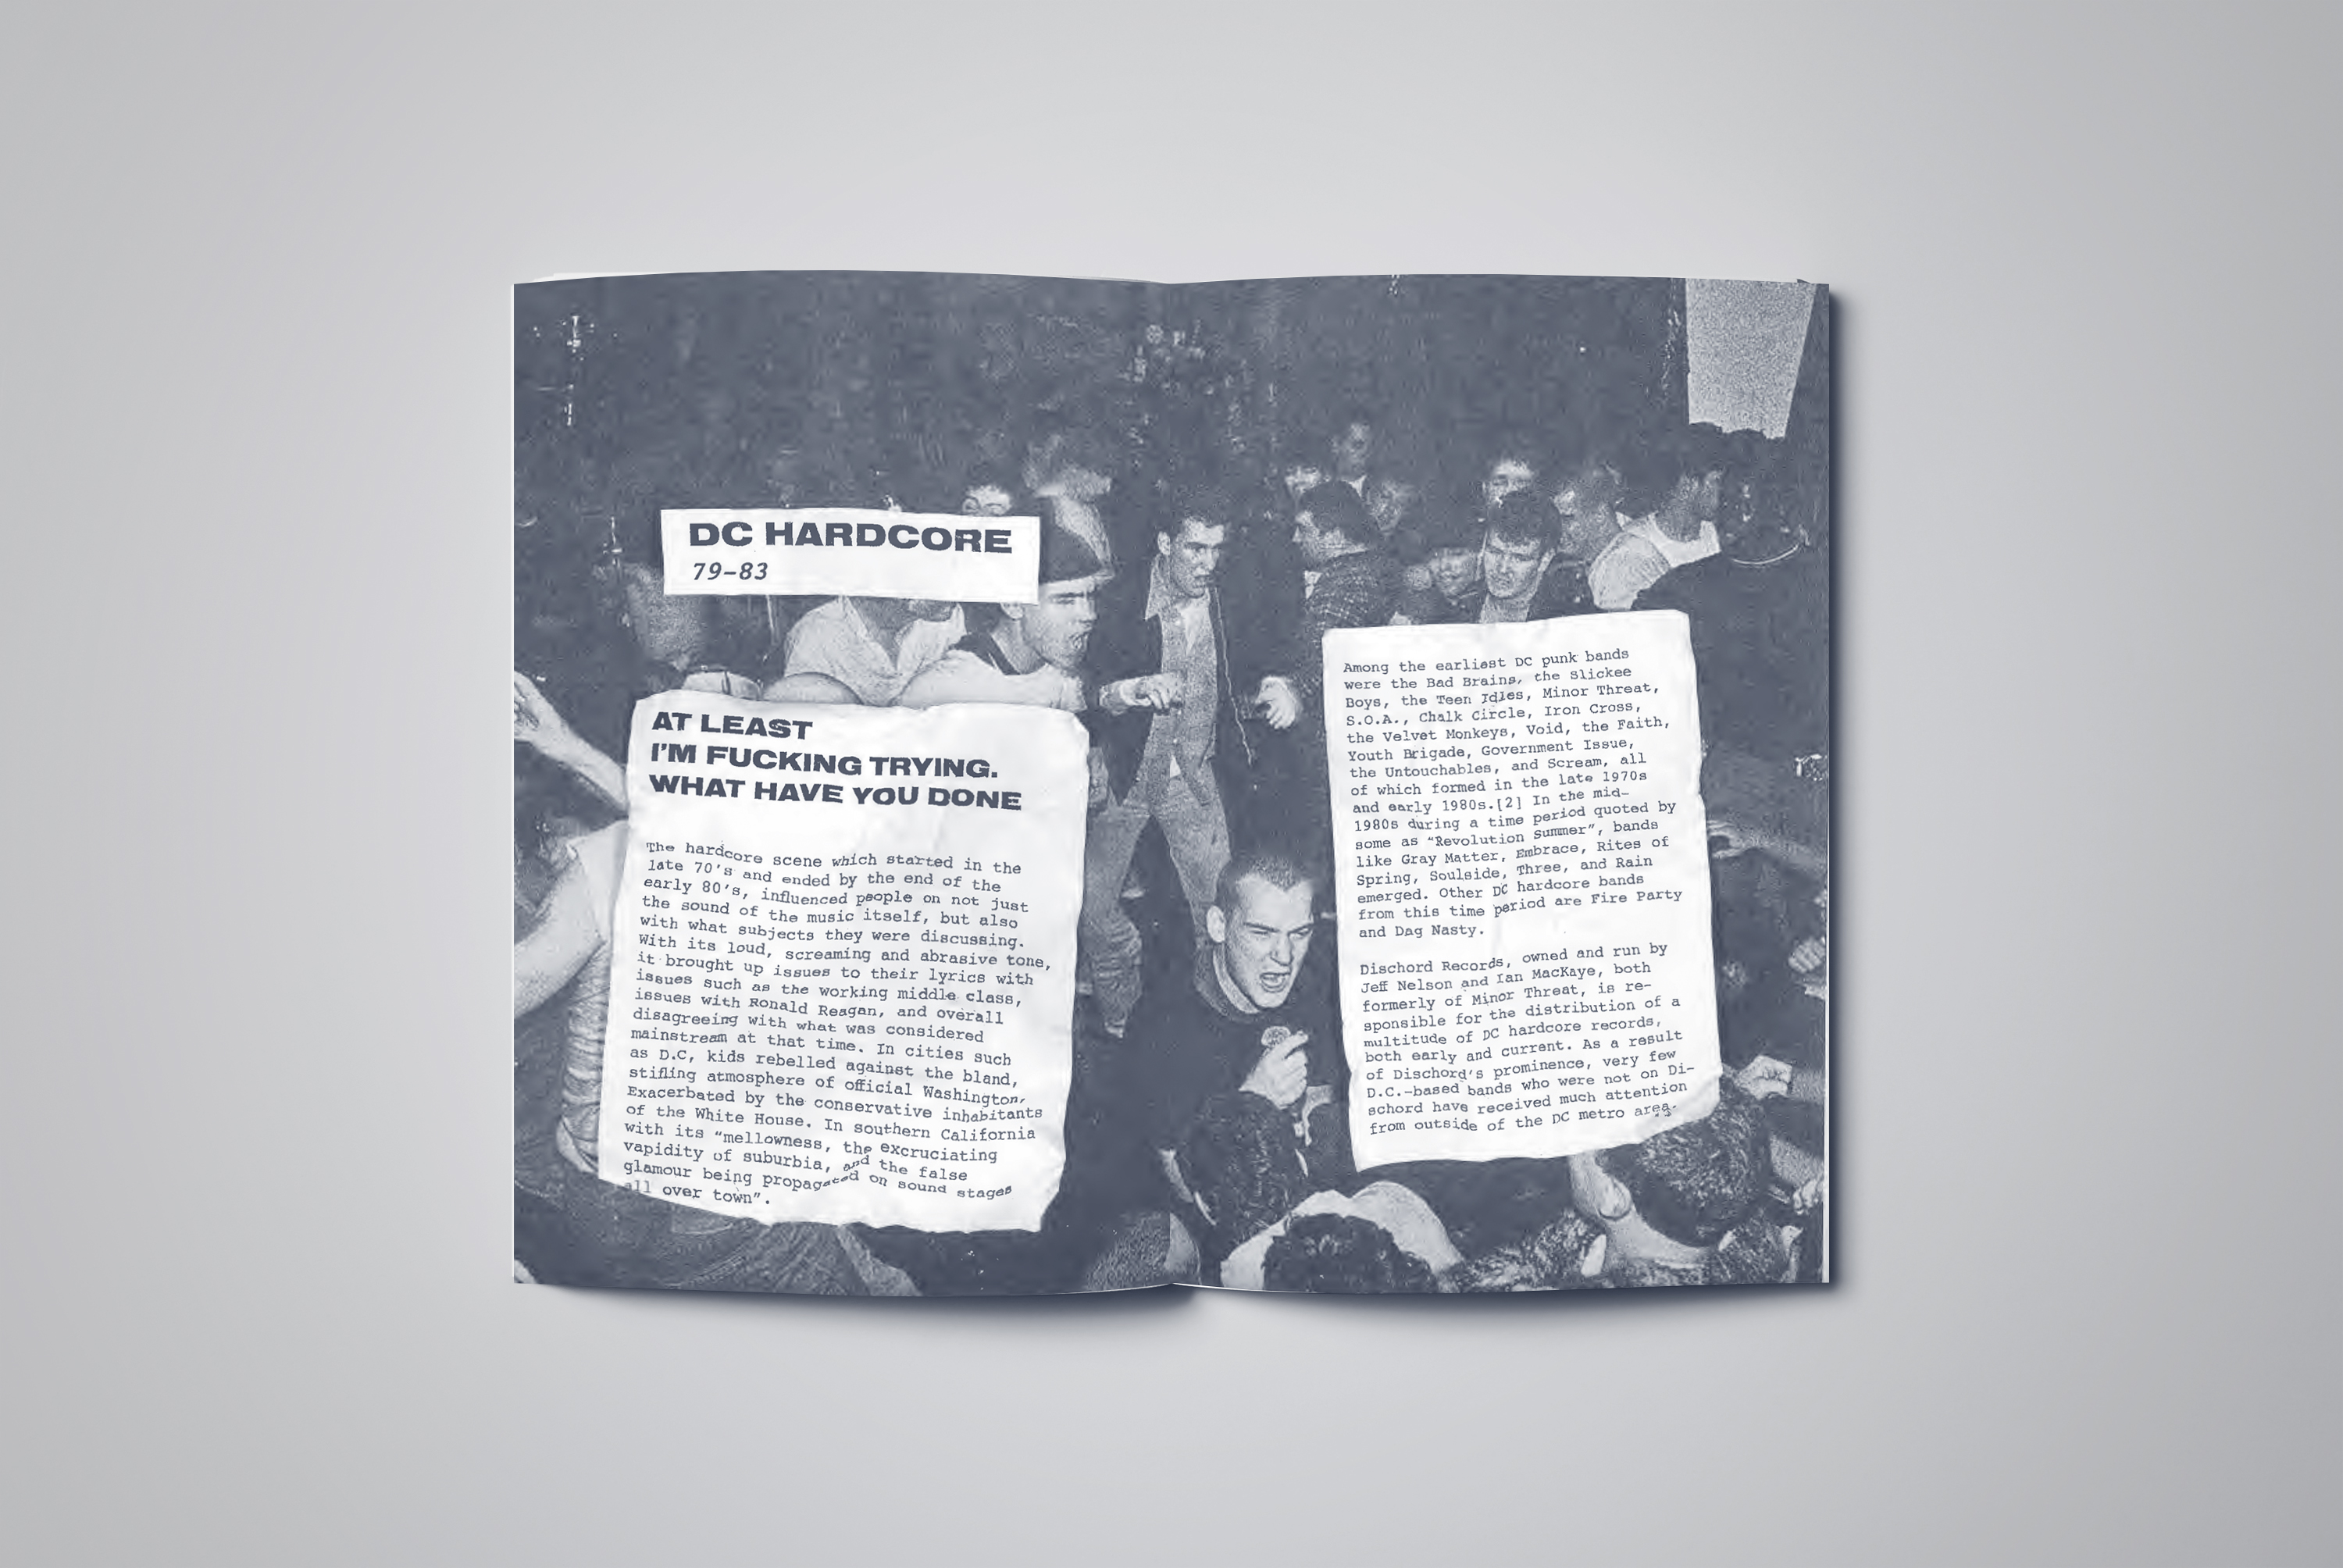 DC HARDCORE
79–83
AT LEAST
I'M FUCKING TRYING.
WHAT HAVE YOU DONE
The hardcore scene which started in the
late 70's and ended by the end of the
early 80's, influenced people on not just
the sound of the music itself, but also
with what subjects they were discussing.
With its loud, screaming and abrasive tone,
it brought up issues to their lyrics with
issues such as the working middle class,
issues with Ronald Reagan, and overall
disagreeing with what was considered
mainstream at that time. In cities such
as D.C, kids rebelled against the bland,
stifling atmosphere of official Washington,
Exacerbated by the conservative inhabitants
of the White House. In southern California
with its “mellowness, the excruciating
vapidity of suburbia, and the false
glamour being propagated on sound stages
all over town”.
Among the earliest DC punk bands
were the Bad Brains, the Slickee
Boys, the Teen Idles, Minor Threat,
S.O.A., Chalk Circle, Iron Cross,
the Velvet Monkeys, Void, the Faith,
Youth Brigade, Government Issue,
the Untouchables, and Scream, all
of which formed in the late 1970s
and early 1980s.[2] In the mid-
1980s during a time period quoted by
some as “Revolution Summer”, bands
like Gray Matter, Embrace, Rites of
Spring, Soulside, Three, and Rain
emerged. Other DC hardcore bands
from this time period are Fire Party
and Dag Nasty.
Dischord Records, owned and run by
Jeff Nelson and Ian MacKaye, both
formerly of Minor Threat, is re-
sponsible for the distribution of a
multitude of DC hardcore records,
both early and current. As a result
of Dischord's prominence, very few
D.C.-based bands who were not on Di-
schord have received much attention
from outside of the DC metro area.